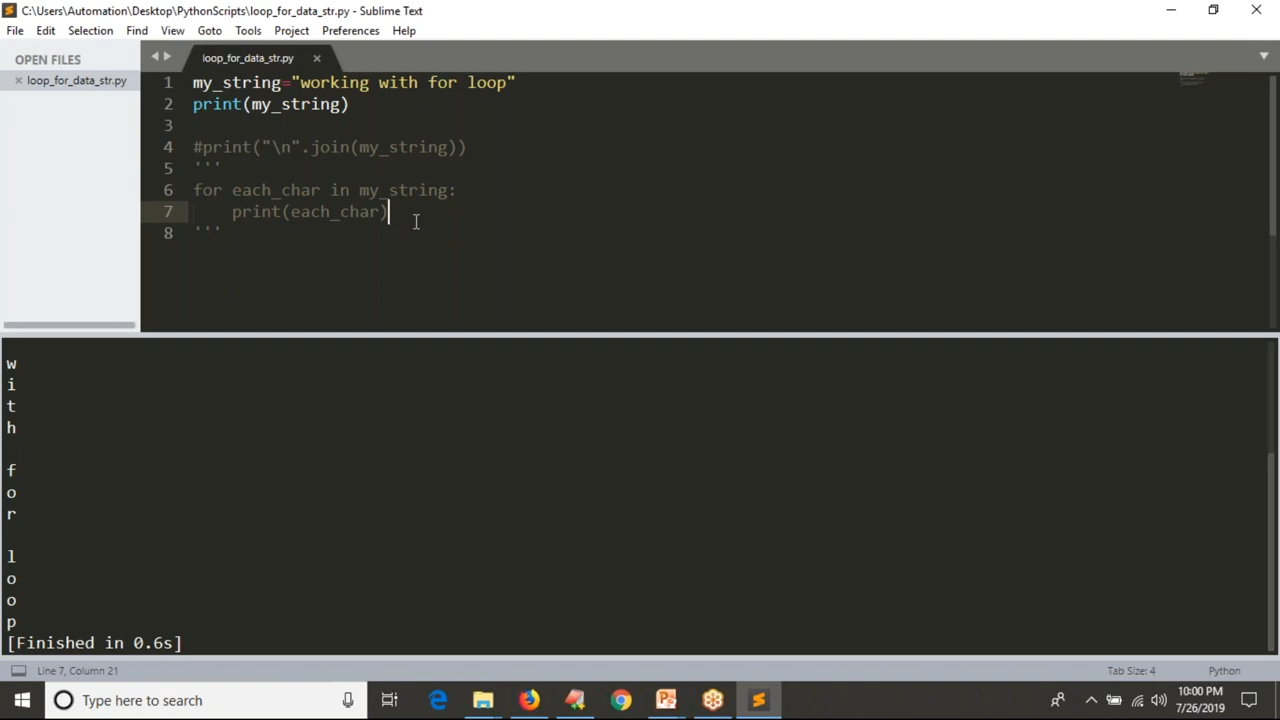 C:\Users\Automation\Desktop\PythonScripts\loop_for_data_str.py - Sublime Text
File Edit Selection Find View Goto Tools Project Preferences Help
OPEN FILES
loop_for_data_str.py
loop_for_data_str.py
1 my_string="working with for loop"
2 print(my_string)
3
4 #print("\n".join(my_string))
5 '''
6 for each_char in my_string:
7 print(each_char)
8 '''
w
i
t
h
f
o
r
l
o
o
p
[Finished in 0.6s]
Line 7, Column 21 Tab Size: 4 Python
Type here to search
10:00 PM
7/26/2019